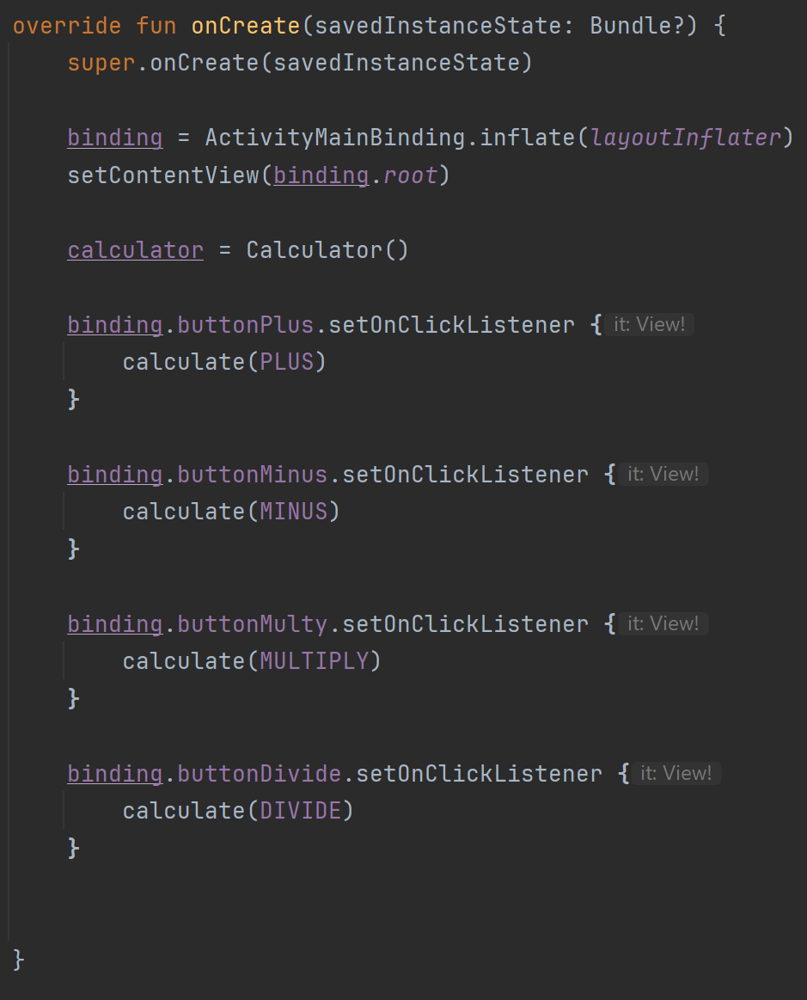 override fun onCreate(savedInstanceState: Bundle?) {
    super.onCreate(savedInstanceState)

    binding = ActivityMainBinding.inflate(layoutInflater)
    setContentView(binding.root)

    calculator = Calculator()

    binding.buttonPlus.setOnClickListener { it: View!
        calculate(PLUS)
    }

    binding.buttonMinus.setOnClickListener { it: View!
        calculate(MINUS)
    }

    binding.buttonMulty.setOnClickListener { it: View!
        calculate(MULTIPLY)
    }

    binding.buttonDivide.setOnClickListener { it: View!
        calculate(DIVIDE)
    }

}